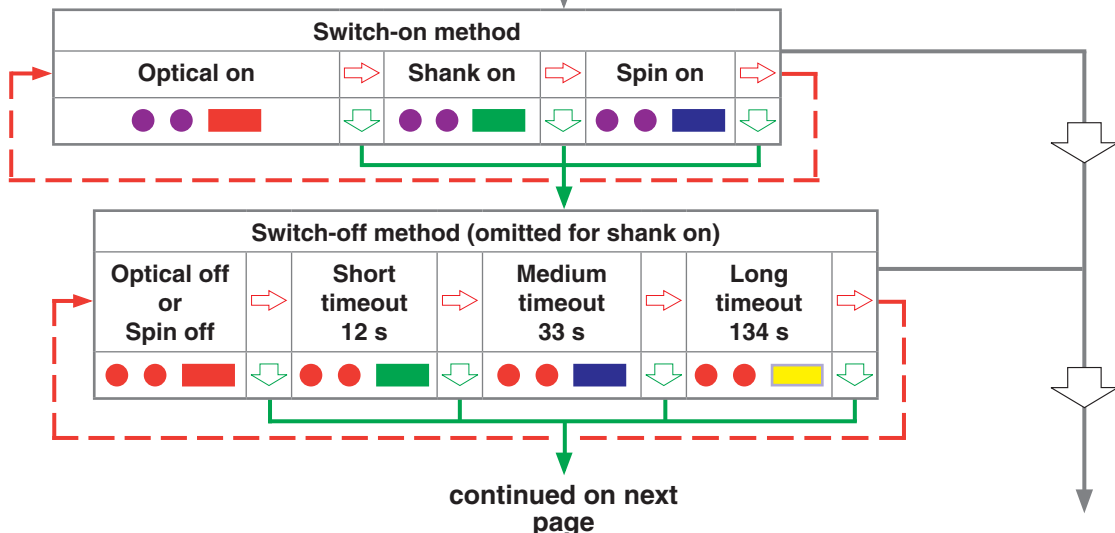 Switch-on method
Optical on
Shank on
Spin on
Switch-off method (omitted for shank on)
Optical off
or
Spin off
Short
timeout
12 s
Medium
timeout
33 s
Long
timeout
134 s
continued on next
page